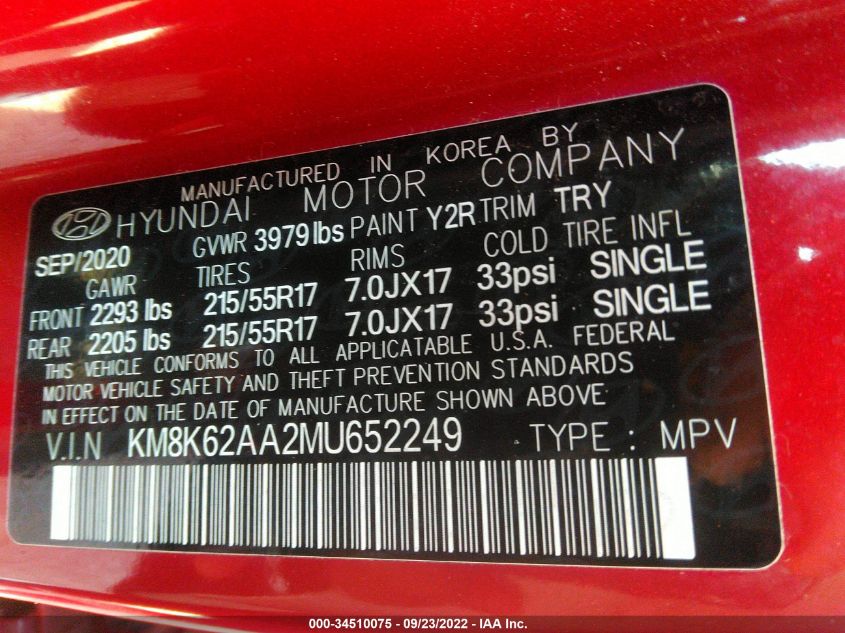 MANUFACTURED IN KOREA BY
HYUNDAI MOTOR COMPANY
SEP/2020 GVWR 3979 lbs PAINT Y2R TRIM TRY
GAWR TIRES RIMS COLD TIRE INFL
FRONT 2293 lbs 215/55R17 7.0JX17 33psi SINGLE
REAR 2205 lbs 215/55R17 7.0JX17 33psi SINGLE
THIS VEHICLE CONFORMS TO ALL APPLICATABLE U.S.A. FEDERAL
MOTOR VEHICLE SAFETY AND THEFT PREVENTION STANDARDS
IN EFFECT ON THE DATE OF MANUFACTURE SHOWN ABOVE
V.I.N KM8K62AA2MU652249 TYPE : MPV
000-34510075 - 09/23/2022 - IAA Inc.